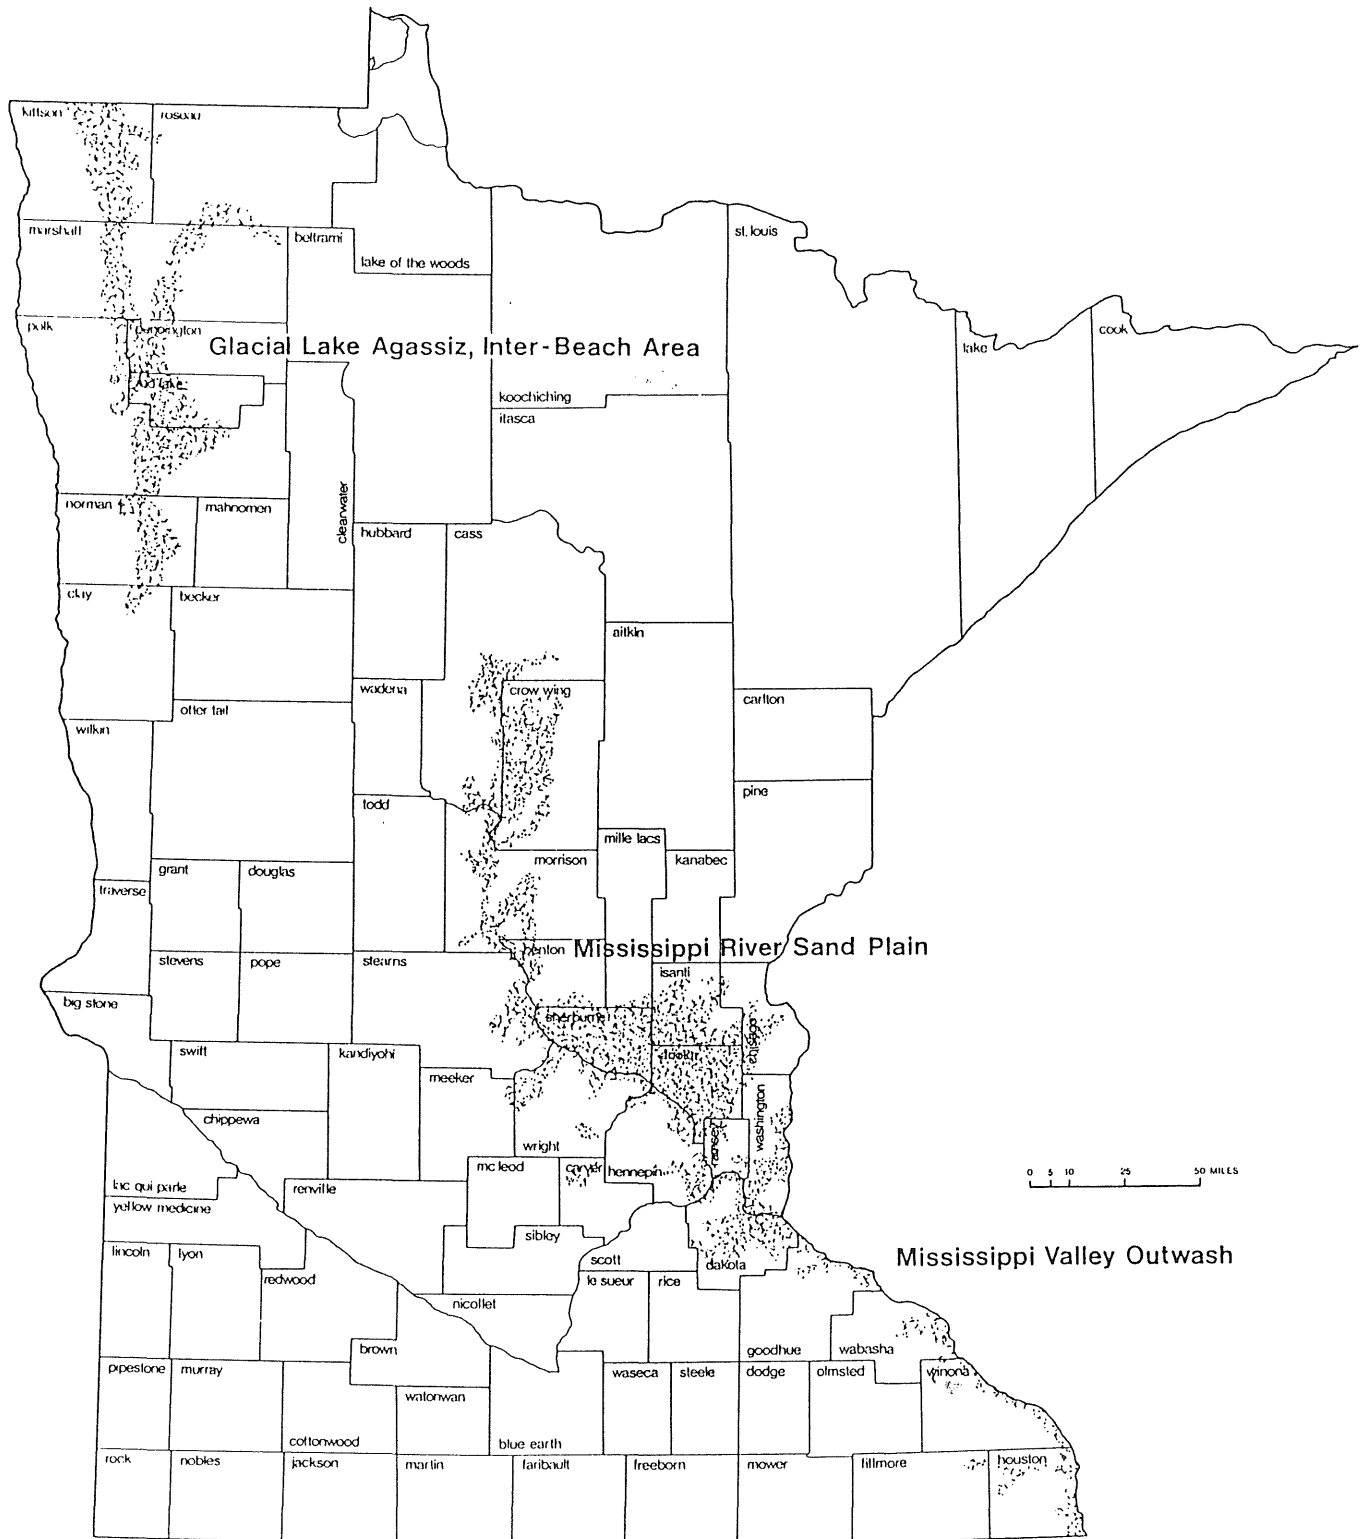 kittson
roseau
marshall
beltrami
lake of the woods
st. louis
polk
pennington
Glacial Lake Agassiz, Inter-Beach Area
lake
cook
red lake
koochiching
itasca
norman
mahnomen
clearwater
hubbard
cass
clay
becker
aitkin
wadena
crow wing
carlton
otter tail
wilkin
pine
todd
mille lacs
morrison
kanabec
grant
douglas
traverse
benton
Mississippi River Sand Plain
stevens
pope
stearns
isanti
big stone
sherburne
chisago
swift
kandiyohi
anoka
meeker
chippewa
washington
ramsey
wright
mc leod
carver
hennepin
0 5 10 25 50 MILES
lac qui parle
renville
yellow medicine
sibley
lincoln
lyon
scott
dakota
Mississippi Valley Outwash
redwood
le sueur
rice
nicollet
brown
goodhue
wabasha
pipestone
murray
waseca
steele
dodge
olmsted
winona
watonwan
cottonwood
blue earth
rock
nobles
jackson
martin
faribault
freeborn
mower
fillmore
houston